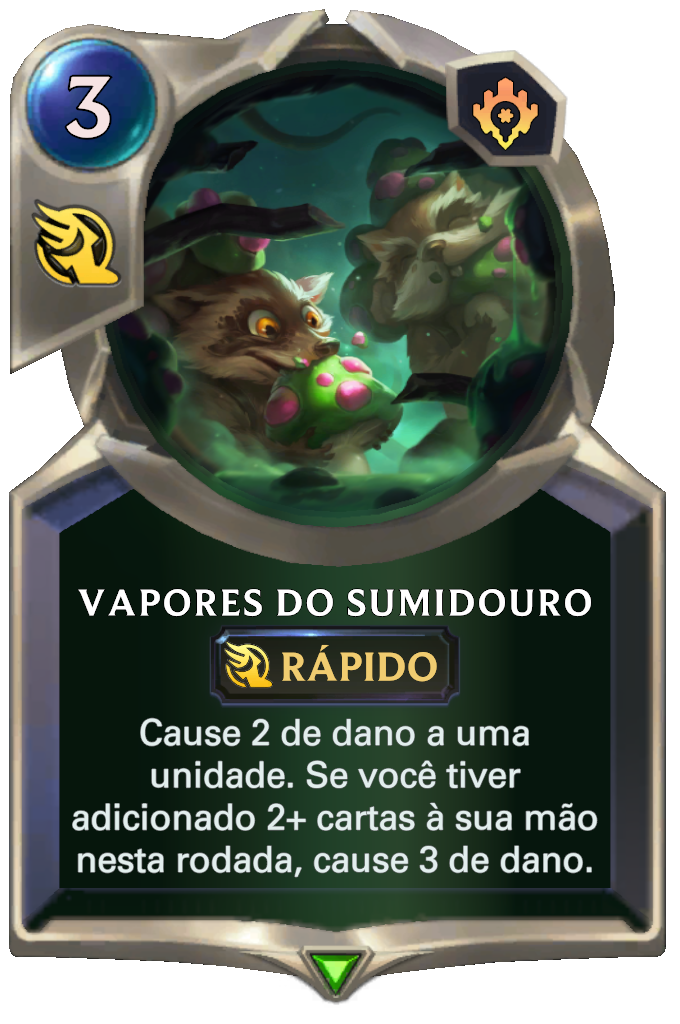 3
VAPORES DO SUMIDOURO
RÁPIDO
Cause 2 de dano a uma
unidade. Se você tiver
adicionado 2+ cartas à sua mão
nesta rodada, cause 3 de dano.